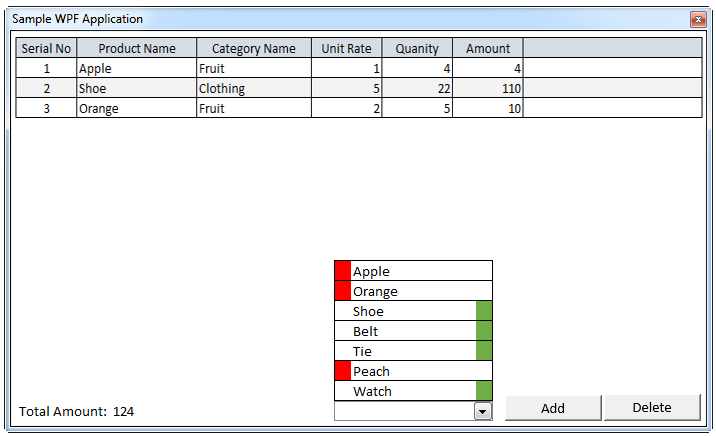 Sample WPF Application
Serial No Product Name Category Name Unit Rate Quanity Amount
1 Apple Fruit 1 4 4
2 Shoe Clothing 5 22 110
3 Orange Fruit 2 5 10
Apple
Orange
Shoe
Belt
Tie
Peach
Watch
Total Amount: 124 Add Delete